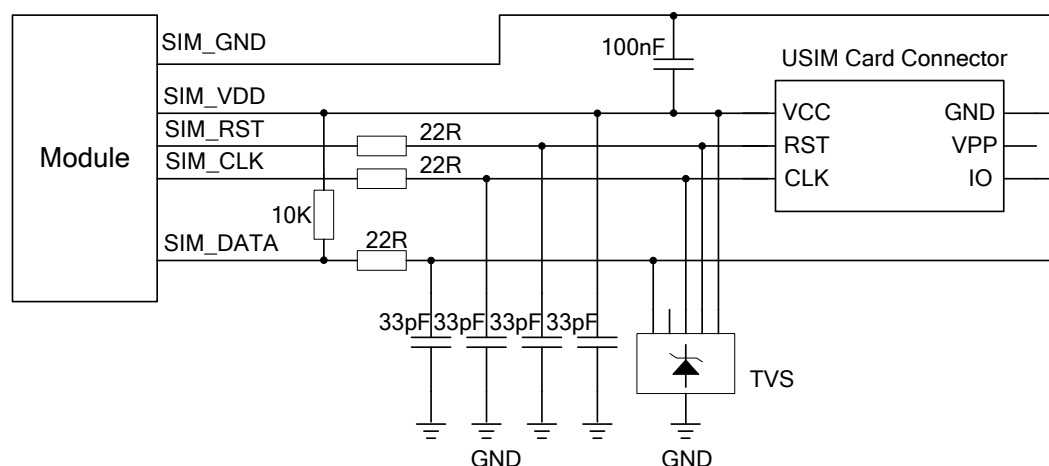 SIM_GND
100nF
USIM Card Connector
SIM_VDD
VCC
GND
SIM_RST
22R
RST
VPP
Module
SIM_CLK
22R
CLK
IO
10K
SIM_DATA
22R
33pF 33pF 33pF 33pF
TVS
GND
GND